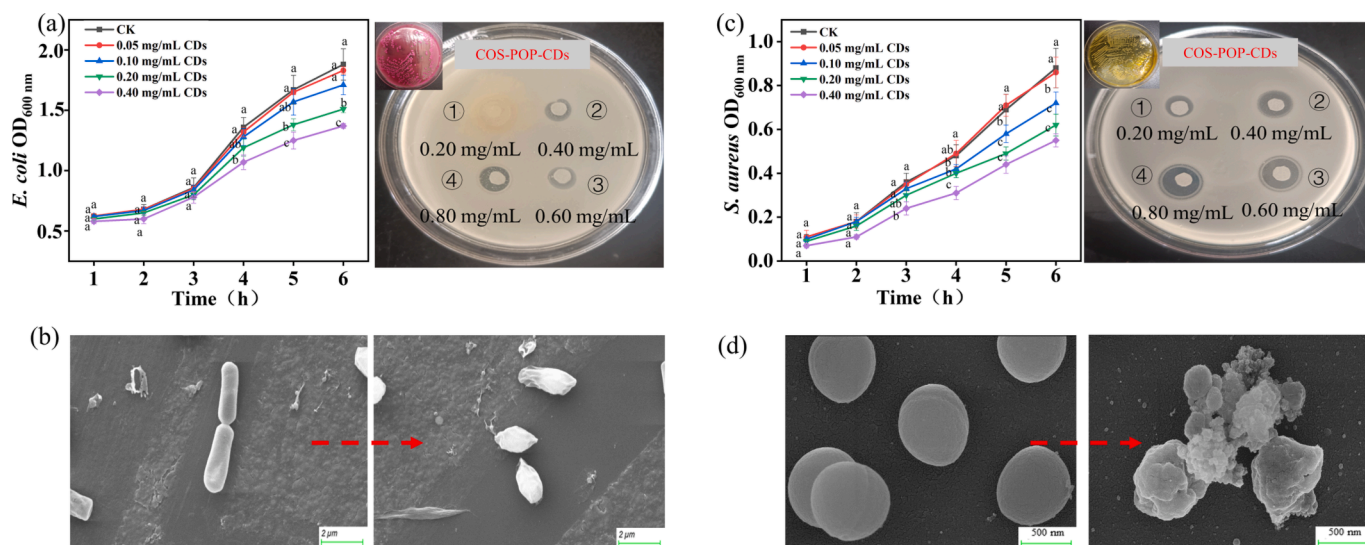 (a)
E. coli OD600 nm
2.0
1.5
1.0
0.5
CK
0.05 mg/mL CDs
0.10 mg/mL CDs
0.20 mg/mL CDs
0.40 mg/mL CDs
a
a
a
a
a
a
a
a
a
a
a
a
ab
ab
b
a
ab
b
c
a
a
a
b
c
1 2 3 4 5 6
Time (h)
COS-POP-CDs
① ②
0.20 mg/mL 0.40 mg/mL
④ ③
0.80 mg/mL 0.60 mg/mL
(c)
S. aureus OD600 nm
1.0
0.8
0.6
0.4
0.2
0.0
CK
0.05 mg/mL CDs
0.10 mg/mL CDs
0.20 mg/mL CDs
0.40 mg/mL CDs
a
a
a
a
a
a
a
a
a
a
ab
b
a
ab
b
b
c
a
a
b
c
c
a
a
b
c
c
1 2 3 4 5 6
Time (h)
COS-POP-CDs
① ②
0.20 mg/mL 0.40 mg/mL
④ ③
0.80 mg/mL 0.60 mg/mL
(b)
2 μm
2 μm
(d)
500 nm
500 nm